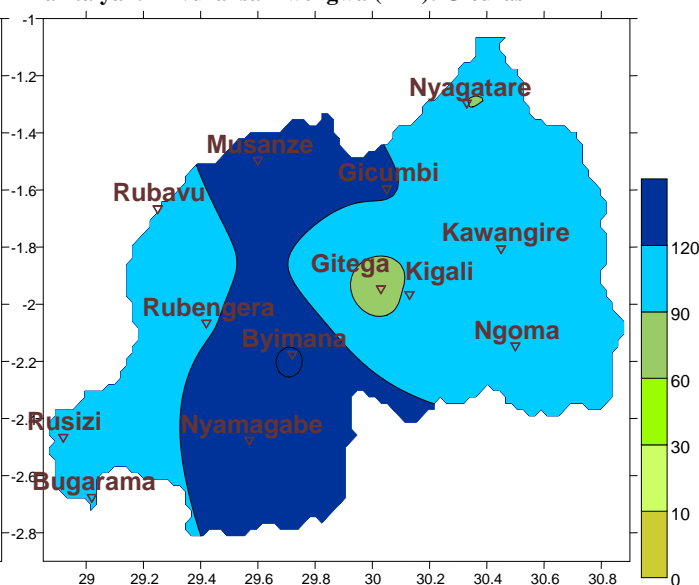 -1
-1.2
Nyagatare
-1.4
Musanze
Gicumbi
-1.6
Rubavu
Kawangire
-1.8
120
Gitega
Kigali
-2
Rubengera
90
Byimana
Ngoma
-2.2
60
Rusizi
Nyamagabe
30
Bugarama
10
-2.8
0
29
29.2
29.4
29.6
29.8
30
30.2
30.4
30.6
30.8